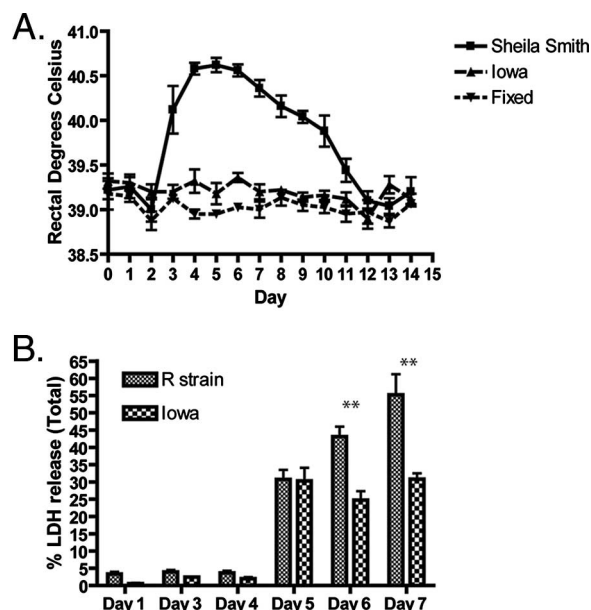 A.
Rectal Degrees Celsius
41.0
40.5
40.0
39.5
39.0
38.5
0 1 2 3 4 5 6 7 8 9 10 11 12 13 14 15
Day
Sheila Smith
Iowa
Fixed
B.
% LDH release (Total)
65
60
55
50
45
40
35
30
25
20
15
10
5
0
R strain
Iowa
**
**
Day 1 Day 3 Day 4 Day 5 Day 6 Day 7